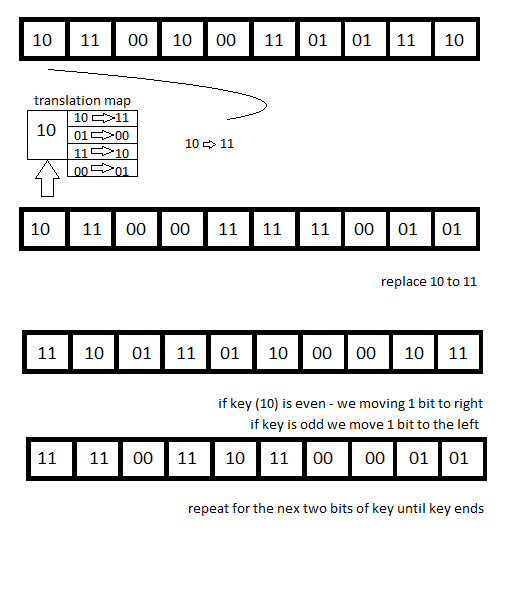 10 11 00 10 00 11 01 01 11 10
translation map
10
10 ⇨ 11
01 ⇨ 00
11 ⇨ 10
00 ⇨ 01
10 ⇨ 11
10 11 00 00 11 11 11 00 01 01
replace 10 to 11
11 10 01 11 01 10 00 00 10 11
if key (10) is even - we moving 1 bit to right
if key is odd we move 1 bit to the left
11 11 00 11 10 11 00 00 01 01
repeat for the nex two bits of key until key ends